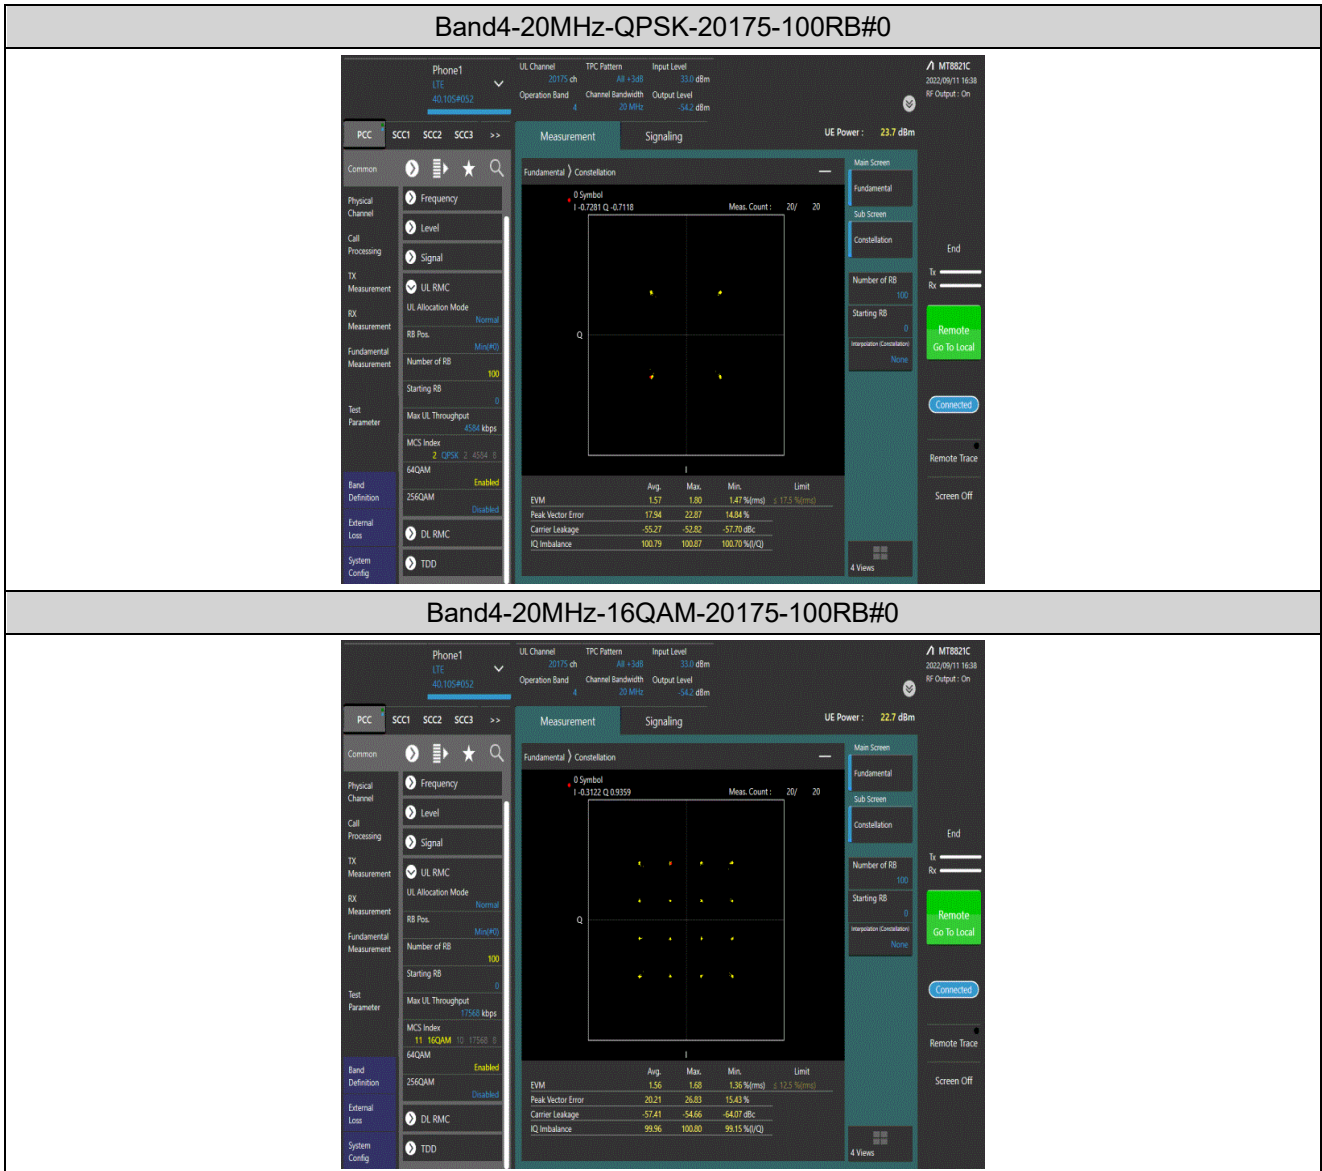 Band4-20MHz-QPSK-20175-100RB#0
Phone1
LTE
40.105#052
UL Channel TPC Pattern Input Level
20175 ch All +3dB 33.0 dBm
Operation Band Channel Bandwidth Output Level
4 20 MHz -54.2 dBm
MT8821C
2022/09/11 16:38
RF Output : On
PCC SCC1 SCC2 SCC3 >>
Measurement Signaling UE Power : 23.7 dBm
Common
Physical
Channel
Call
Processing
TX
Measurement
RX
Measurement
Fundamental
Measurement
Test
Parameter
Band
Definition
External
Loss
System
Config
Frequency
Level
Signal
UL RMC
UL Allocation Mode
Normal
RB Pos.
Min(#0)
Number of RB
100
Starting RB
0
Max UL Throughput
4584 kbps
MCS Index
2 QPSK 2 4584 8
64QAM
Enabled
256QAM
Disabled
DL RMC
TDD
Fundamental Constellation
0 Symbol
I -0.7281 Q -0.7118 Meas. Count : 20/ 20
Q
I
Avg. Max. Min. Limit
EVM 1.57 1.80 1.47 %(rms) ≤ 17.5 %(rms)
Peak Vector Error 17.94 22.87 14.84 %
Carrier Leakage -55.27 -52.82 -57.70 dBc
IQ Imbalance 100.79 100.87 100.70 %(I/Q)
Main Screen
Fundamental
Sub Screen
Constellation
Number of RB
100
Starting RB
0
Interpolation (Constellation)
None
4 Views
End
Tx
Rx
Remote
Go To Local
Connected
Remote Trace
Screen Off
Band4-20MHz-16QAM-20175-100RB#0
Phone1
LTE
40.105#052
UL Channel TPC Pattern Input Level
20175 ch All +3dB 33.0 dBm
Operation Band Channel Bandwidth Output Level
4 20 MHz -54.2 dBm
MT8821C
2022/09/11 16:38
RF Output : On
PCC SCC1 SCC2 SCC3 >>
Measurement Signaling UE Power : 22.7 dBm
Common
Physical
Channel
Call
Processing
TX
Measurement
RX
Measurement
Fundamental
Measurement
Test
Parameter
Band
Definition
External
Loss
System
Config
Frequency
Level
Signal
UL RMC
UL Allocation Mode
Normal
RB Pos.
Min(#0)
Number of RB
100
Starting RB
0
Max UL Throughput
17568 kbps
MCS Index
11 16QAM 10 17568 8
64QAM
Enabled
256QAM
Disabled
DL RMC
TDD
Fundamental Constellation
0 Symbol
I -0.3122 Q 0.9359 Meas. Count : 20/ 20
Q
I
Avg. Max. Min. Limit
EVM 1.56 1.68 1.36 %(rms) ≤ 12.5 %(rms)
Peak Vector Error 20.21 26.83 15.43 %
Carrier Leakage -57.41 -54.66 -64.07 dBc
IQ Imbalance 99.96 100.80 99.15 %(I/Q)
Main Screen
Fundamental
Sub Screen
Constellation
Number of RB
100
Starting RB
0
Interpolation (Constellation)
None
4 Views
End
Tx
Rx
Remote
Go To Local
Connected
Remote Trace
Screen Off